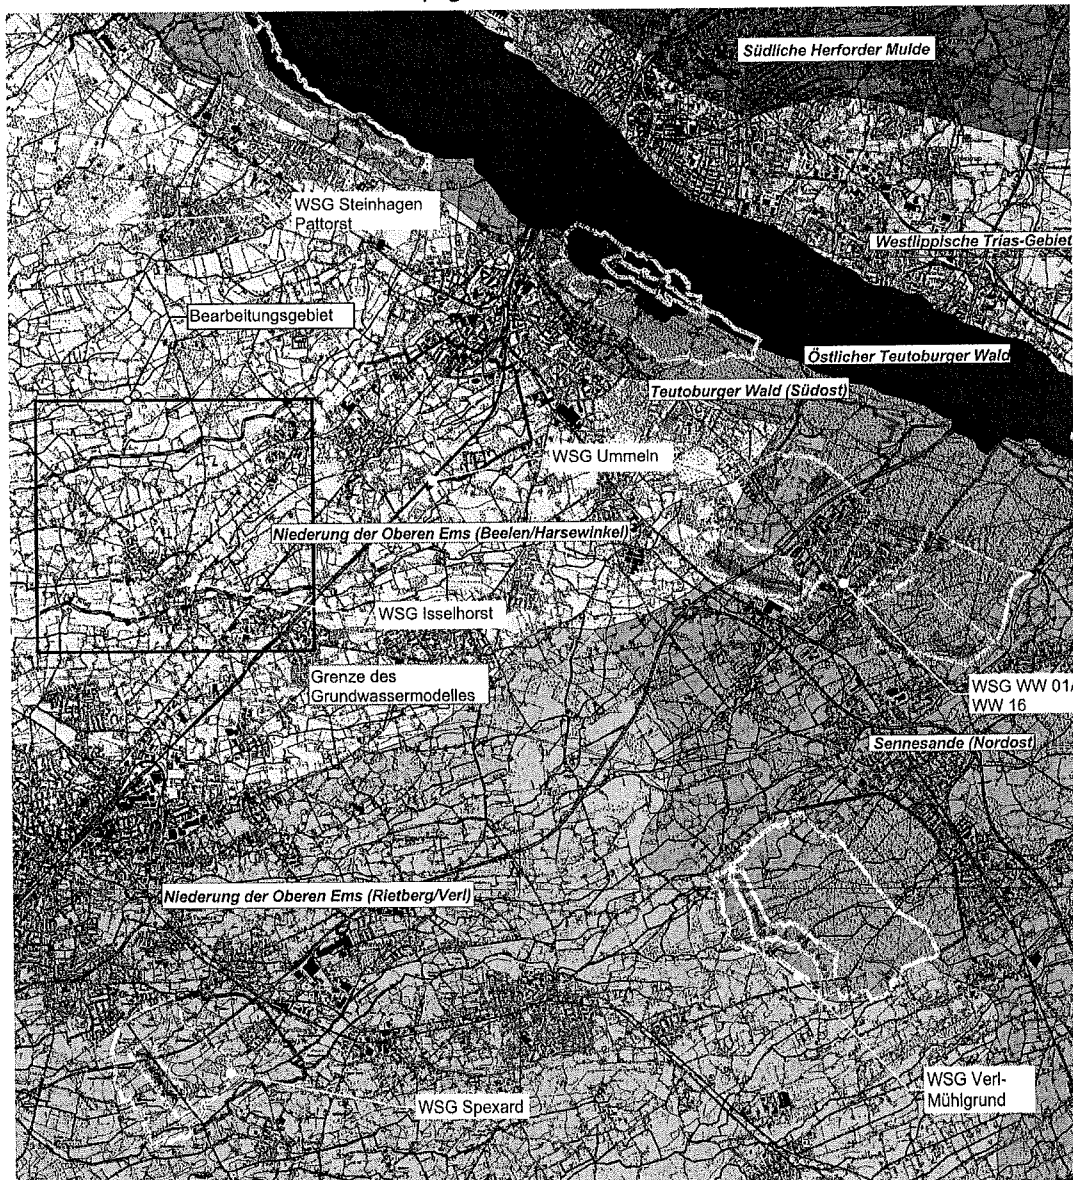 Südliche Herforder Mulde
WSG Steinhagen
Pattorst
Westlippische Trias-Gebiet
Bearbeitungsgebiet
Östlicher Teutoburger Wald
Teutoburger Wald (Südost)
WSG Ummeln
Niederung der Oberen Ems (Beelen/Harsewinkel)
WSG Isselhorst
Grenze des
Grundwassermodelles
WSG WW 01/
WW 16
Sennesande (Nordost)
Niederung der Oberen Ems (Rietberg/Verl)
WSG Verl-
Mühlgrund
WSG Spexard